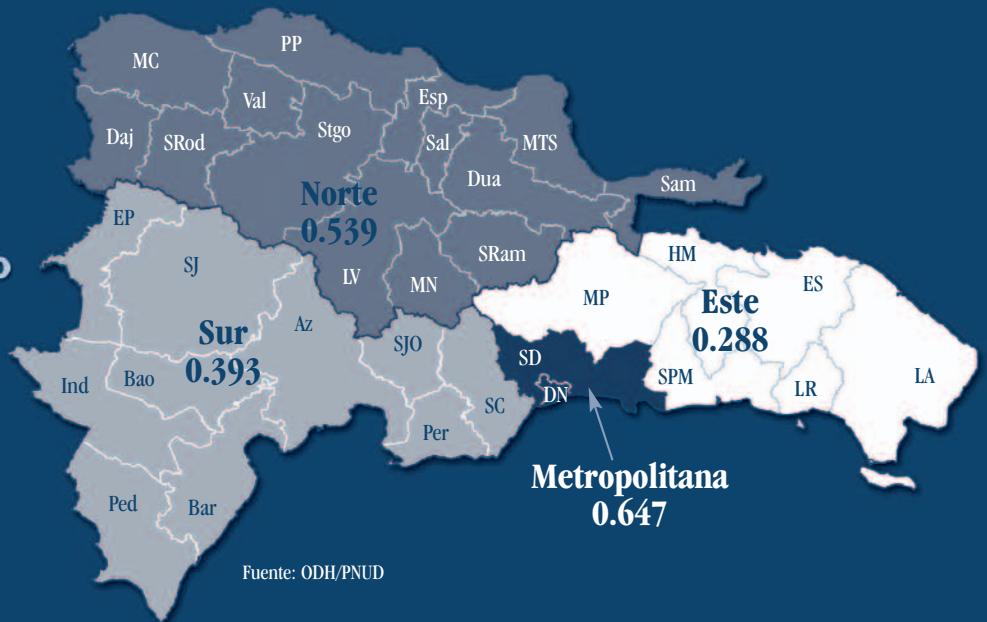 PP
MC
Val
Esp
Stgo
Daj
SRod
Sal
MTS
Dua
Sam
Norte
0.539
EP
SJ
LV
MN
SRam
HM
MP
ES
Este
0.288
Az
Sur
0.393
SJO
SD
DN
SPM
LR
LA
Ind
Bao
SC
Per
Metropolitana
0.647
Ped
Bar
Fuente: ODH/PNUD